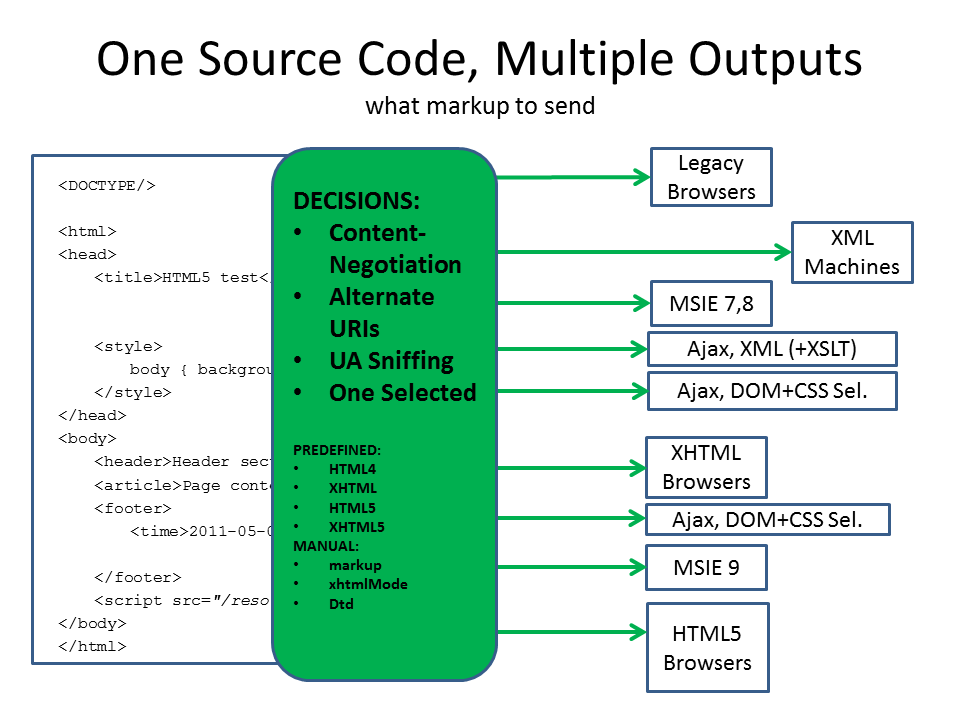 One Source Code, Multiple Outputs
what markup to send
<DOCTYPE/>
<html>
<head>
<title>HTML5 test<
<style>
body { backgrou
</style>
</head>
<body>
<header>Header sec
<article>Page conte
<footer>
<time>2011-05-0
</footer>
<script src="/reso
</body>
</html>
DECISIONS:
• Content-
Negotiation
• Alternate
URIs
• UA Sniffing
• One Selected
PREDEFINED:
• HTML4
• XHTML
• HTML5
• XHTML5
MANUAL:
• markup
• xhtmlMode
• Dtd
Legacy
Browsers
XML
Machines
MSIE 7,8
Ajax, XML (+XSLT)
Ajax, DOM+CSS Sel.
XHTML
Browsers
Ajax, DOM+CSS Sel.
MSIE 9
HTML5
Browsers